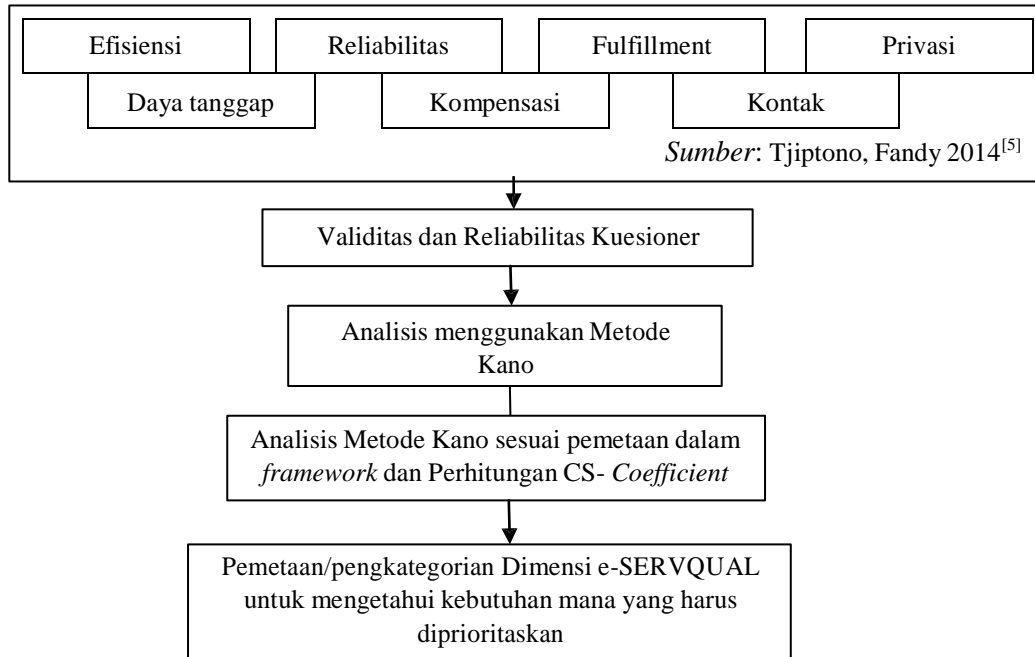 Efisiensi Reliabilitas Fulfillment Privasi
Daya tanggap Kompensasi Kontak
Sumber: Tjiptono, Fandy 2014[5]
Validitas dan Reliabilitas Kuesioner
Analisis menggunakan Metode
Kano
Analisis Metode Kano sesuai pemetaan dalam
framework dan Perhitungan CS- Coefficient
Pemetaan/pengkategorian Dimensi e-SERVQUAL
untuk mengetahui kebutuhan mana yang harus
diprioritaskan